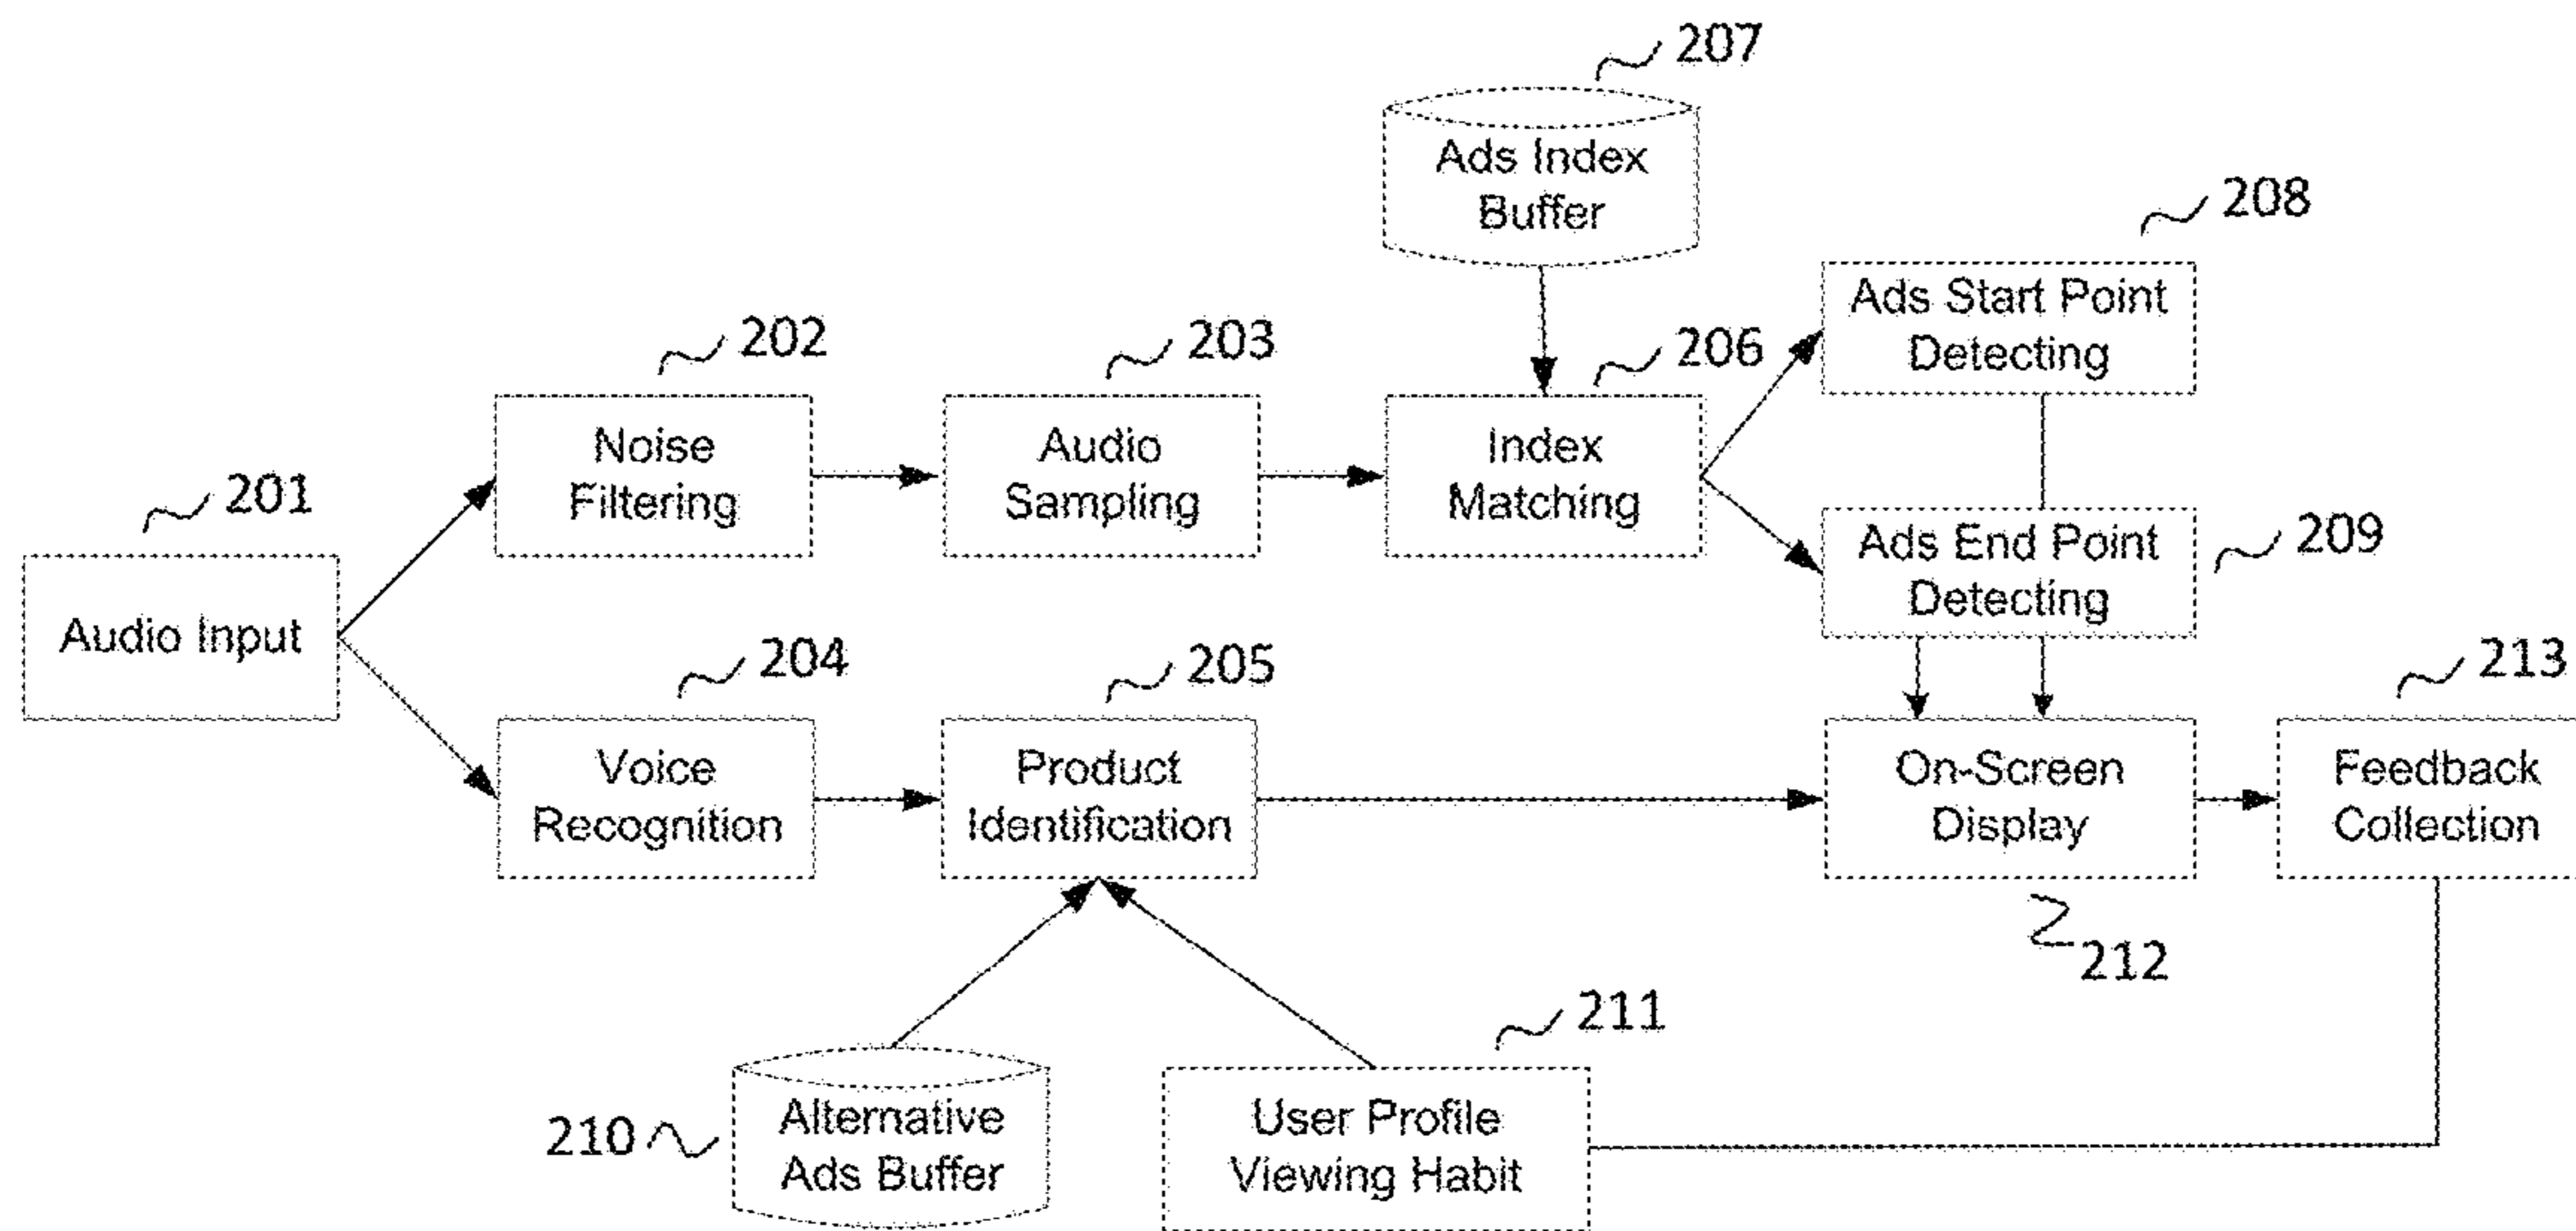 207
Ads Index
Buffer
208
Ads Start Point
Detecting
202
Noise
Filtering
203
Audio
Sampling
206
Index
Matching
201
Audio Input
Ads End Point
Detecting
209
204
Voice
Recognition
205
Product
Identification
On-Screen
Display
212
213
Feedback
Collection
210
Alternative
Ads Buffer
211
User Profile
Viewing Habit